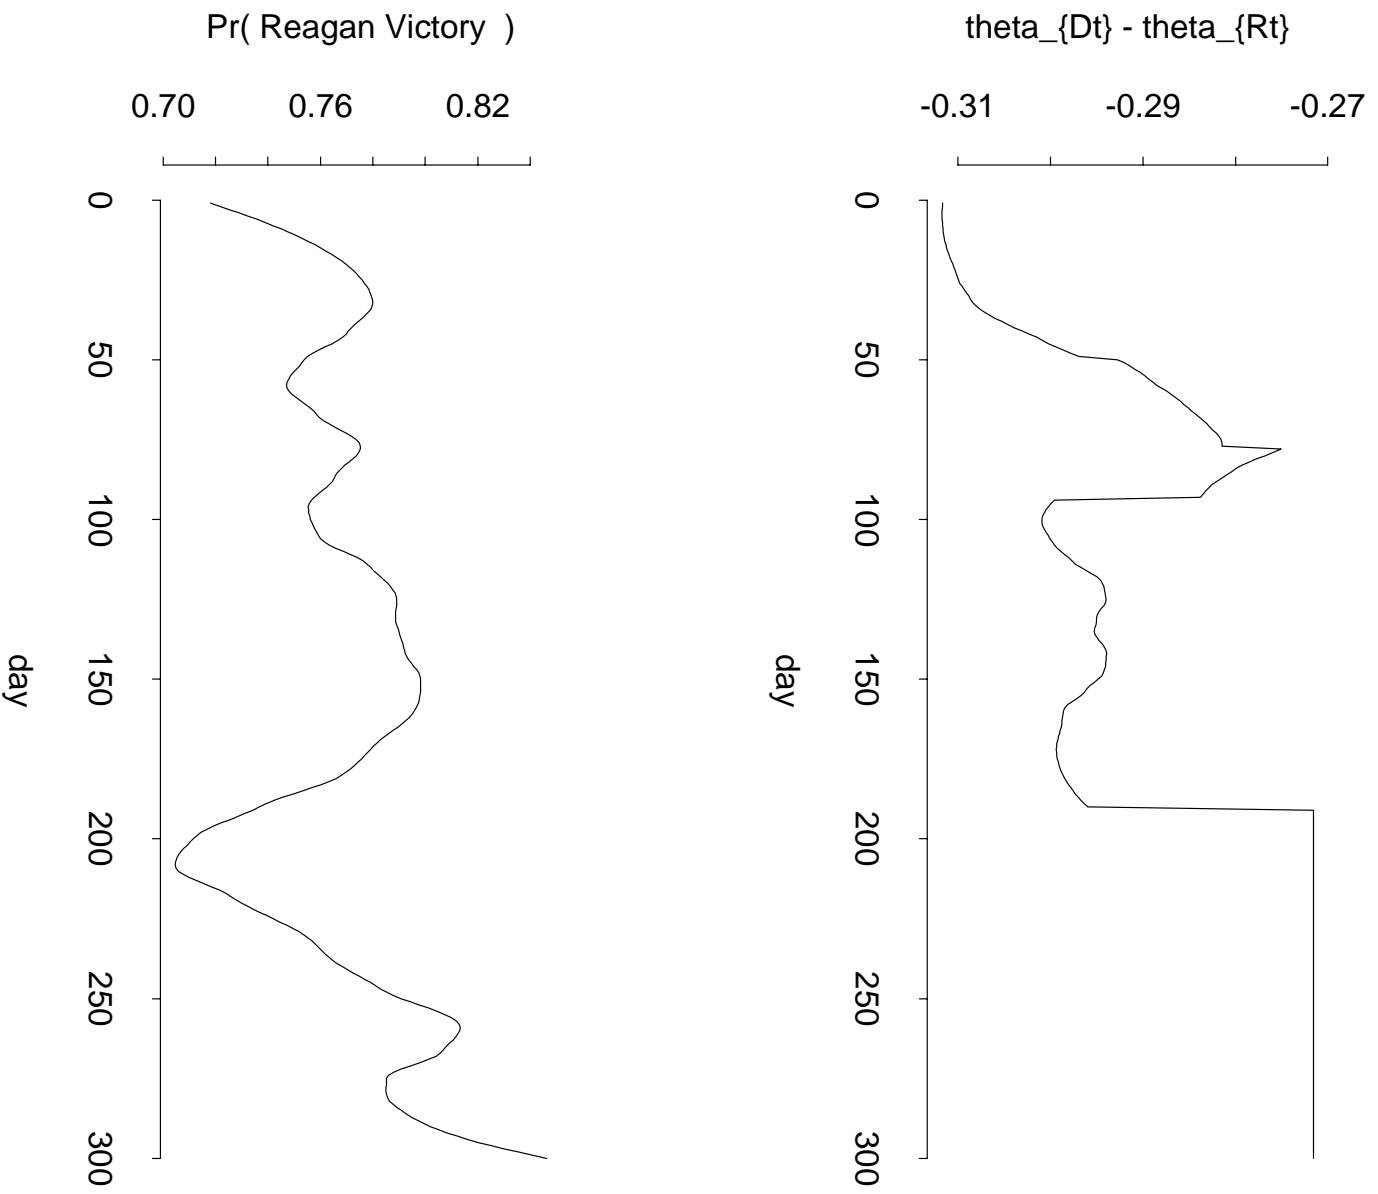 Pr( Reagan Victory )
0.70 0.76 0.82
0 50 100 150 200 250 300
day
theta_{Dt} - theta_{Rt}
-0.31 -0.29 -0.27
0 50 100 150 200 250 300
day